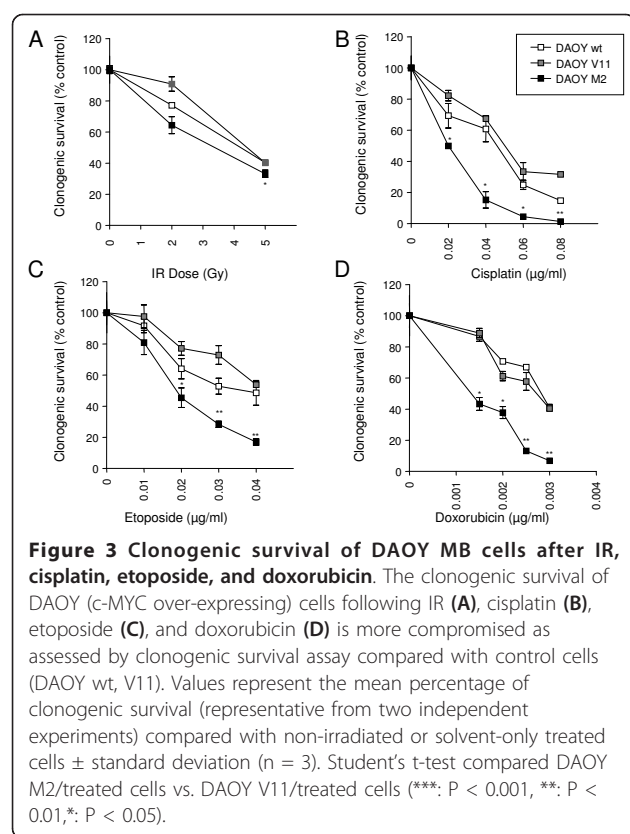 A
Clonogenic survival (% control)
120
100
80
60
40
20
0
0
1
2
3
4
5
*
IR Dose (Gy)
B
DAOY wt
DAOY V11
DAOY M2
Clonogenic survival (% control)
120
100
80
60
40
20
0
0
0.02
0.04
0.06
0.08
*
*
*
**
Cisplatin (µg/ml)
C
Clonogenic survival (% control)
120
100
80
60
40
20
0
0
0.01
0.02
0.03
0.04
*
**
**
Etoposide (µg/ml)
D
Clonogenic survival (% control)
120
100
80
60
40
20
0
0
0.001
0.002
0.003
0.004
*
*
**
**
Doxorubicin (µg/ml)
Figure 3 Clonogenic survival of DAOY MB cells after IR,
cisplatin, etoposide, and doxorubicin. The clonogenic survival of
DAOY (c-MYC over-expressing) cells following IR (A), cisplatin (B),
etoposide (C), and doxorubicin (D) is more compromised as
assessed by clonogenic survival assay compared with control cells
(DAOY wt, V11). Values represent the mean percentage of
clonogenic survival (representative from two independent
experiments) compared with non-irradiated or solvent-only treated
cells ± standard deviation (n = 3). Student's t-test compared DAOY
M2/treated cells vs. DAOY V11/treated cells (***: P < 0.001, **: P <
0.01,*: P < 0.05).